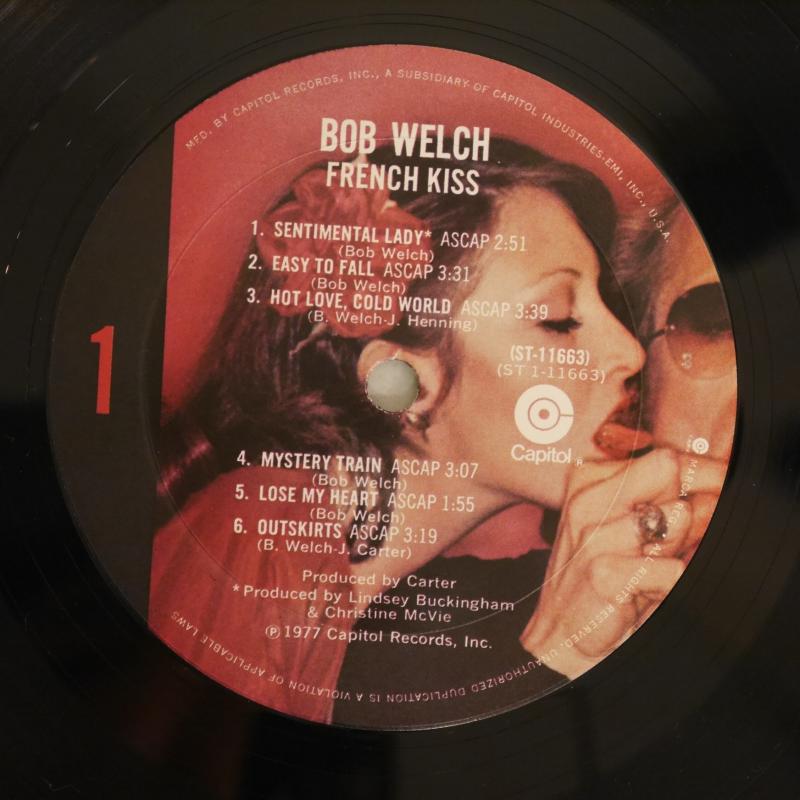 MFD. BY CAPITOL RECORDS, INC., A SUBSIDIARY OF CAPITOL INDUSTRIES-EMI, INC., U.S.A.
BOB WELCH
FRENCH KISS
1. SENTIMENTAL LADY* ASCAP 2:51
(Bob Welch)
2. EASY TO FALL ASCAP 3:31
(Bob Welch)
3. HOT LOVE, COLD WORLD ASCAP 3:39
(B. Welch-J. Henning)
1
(ST-11663)
(ST 1-11663)
Capitol®
4. MYSTERY TRAIN ASCAP 3:07
(Bob Welch)
5. LOSE MY HEART ASCAP 1:55
(Bob Welch)
6. OUTSKIRTS ASCAP 3:19
(B. Welch-J. Carter)
Produced by Carter
*Produced by Lindsey Buckingham
& Christine McVie
℗ 1977 Capitol Records, Inc.
MARCA REG. ALL RIGHTS RESERVED. UNAUTHORIZED DUPLICATION IS A VIOLATION OF APPLICABLE LAWS